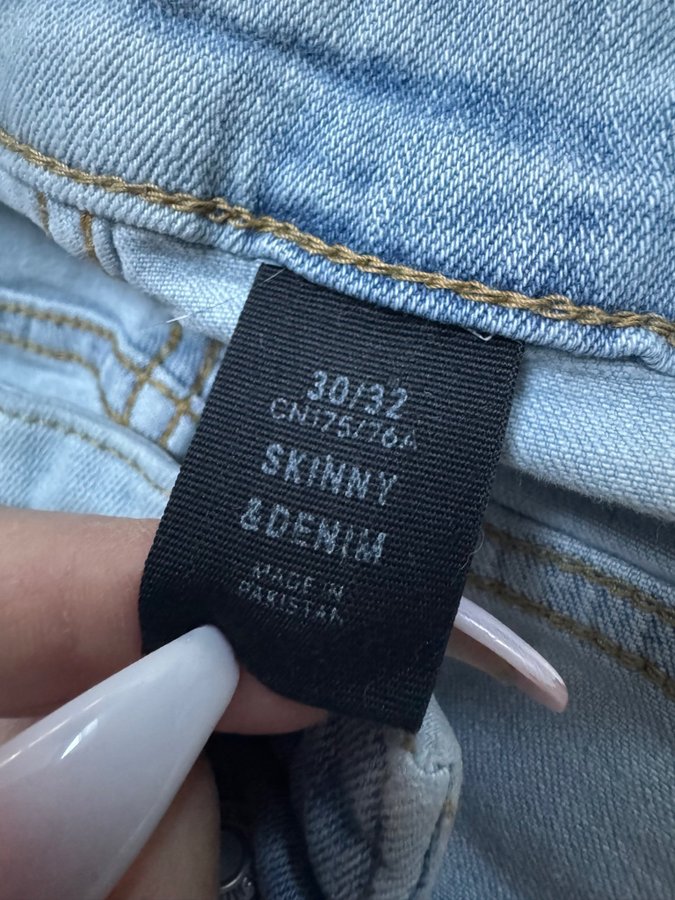 30/32
CN175/76A
SKINNY
&DENIM
MADE IN
PAKISTAN